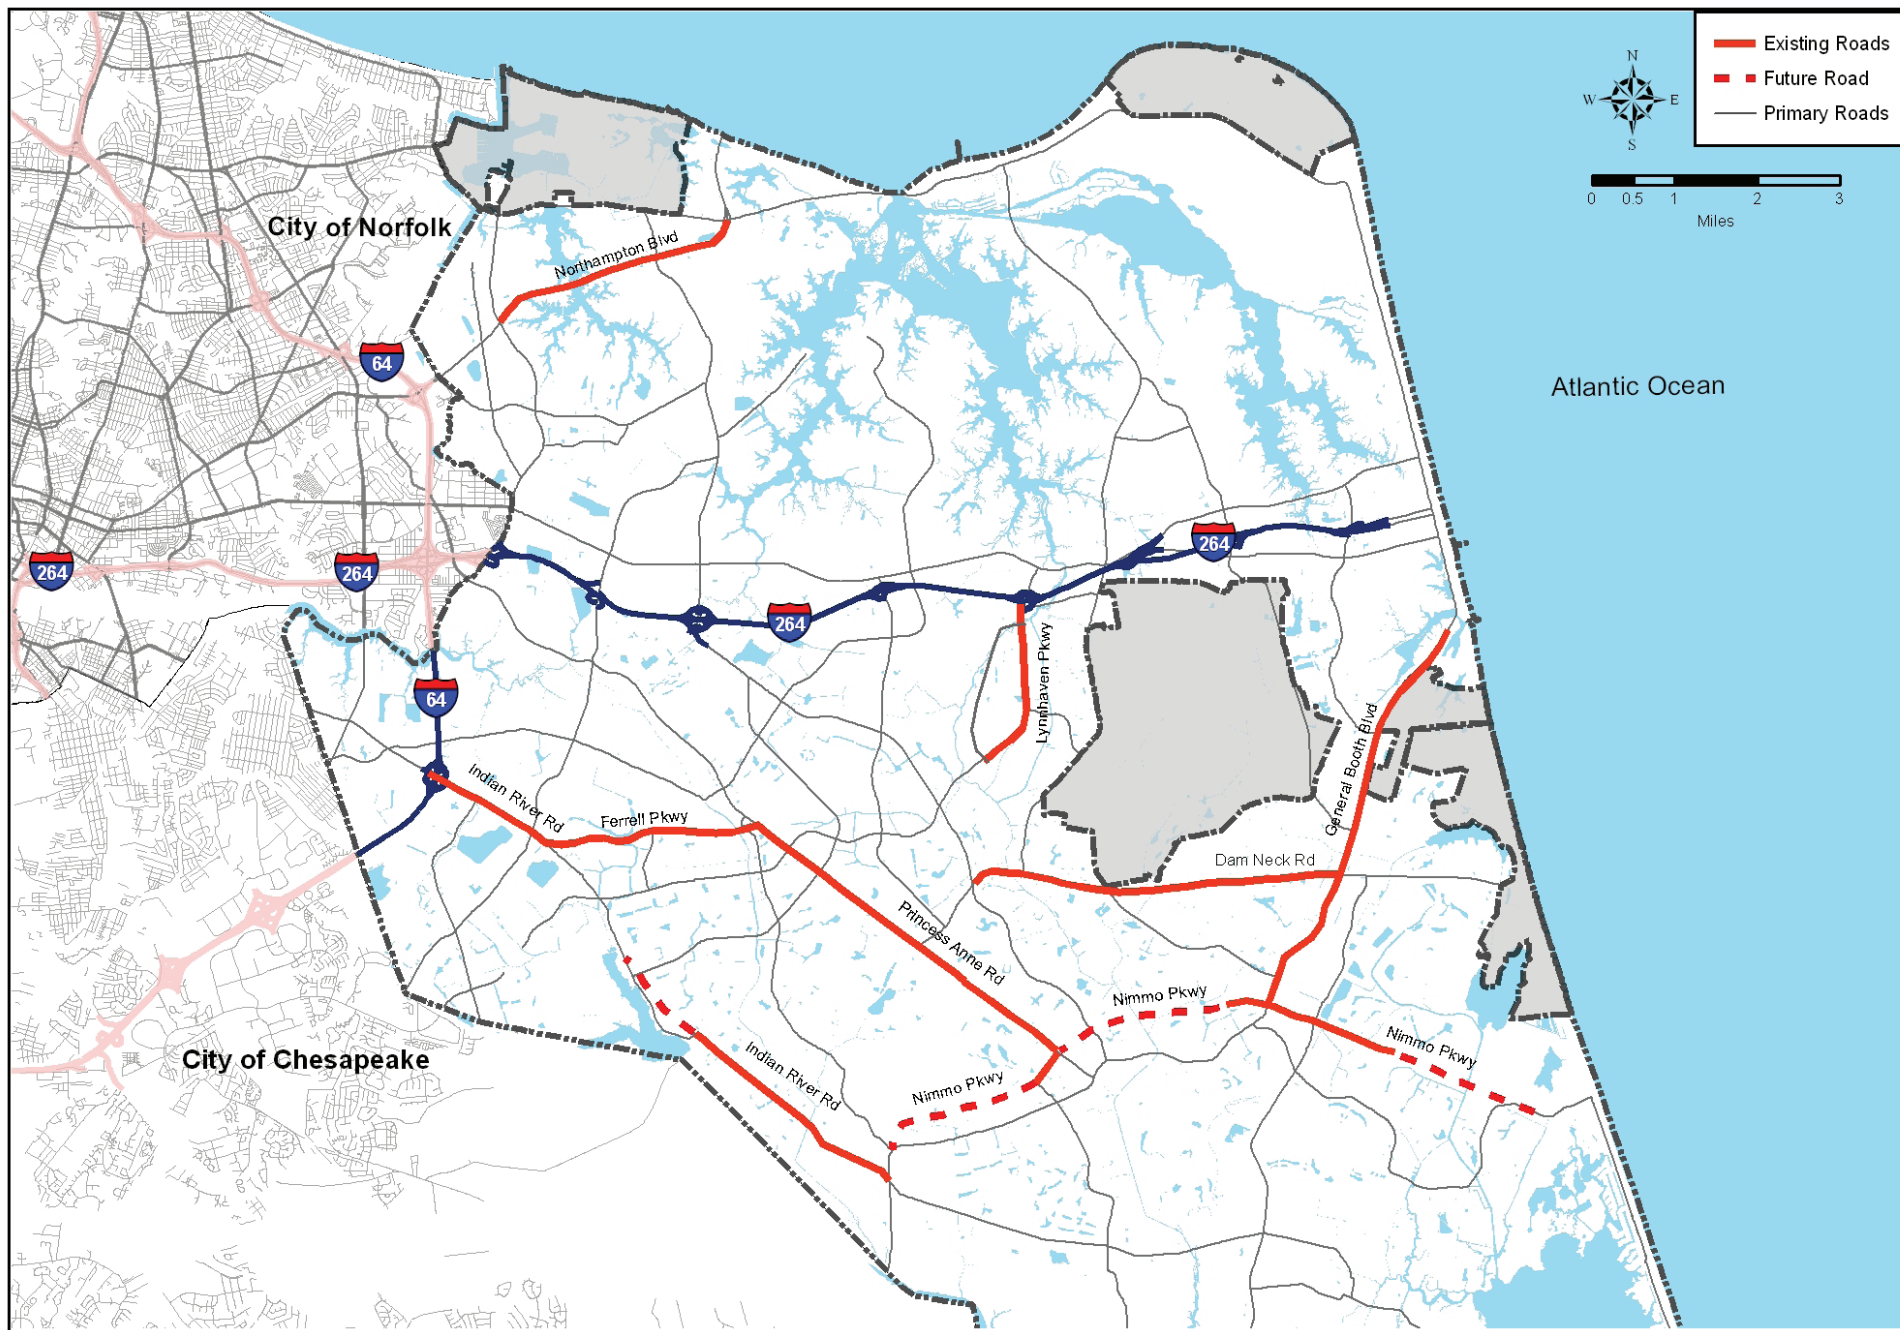 Existing Roads
Future Road
Primary Roads
N
W E
S
0 0.5 1 2 3
Miles
City of Norfolk
Northampton Blvd
64
Atlantic Ocean
264
264
264
264
64
Lynnhaven Pkwy
General Booth Blvd
Indian River Rd
Ferrell Pkwy
Dam Neck Rd
Princess Anne Rd
Nimmo Pkwy
Nimmo Pkwy
City of Chesapeake
Indian River Rd
Nimmo Pkwy